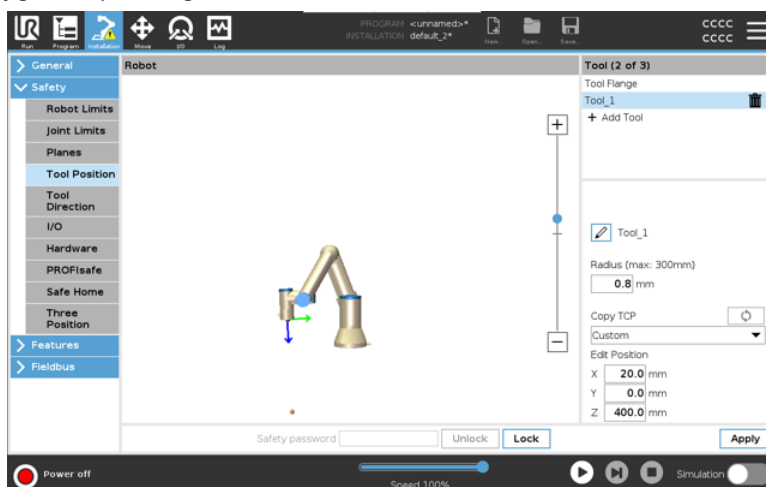 PROGRAM <unnamed>*
INSTALLATION default_2*
New... Open... Save...
cccc
cccc
Run Program Installation Move I/O Log
General
Safety
Robot Limits
Joint Limits
Planes
Tool Position
Tool
Direction
I/O
Hardware
PROFIsafe
Safe Home
Three
Position
Features
Fieldbus
Robot
Tool (2 of 3)
Tool Flange
Tool_1
+ Add Tool
Tool_1
Radius (max: 300mm)
0.8 mm
Copy TCP
Custom
Edit Position
X 20.0 mm
Y 0.0 mm
Z 400.0 mm
Safety password Unlock Lock Apply
Power off
Speed 100%
Simulation